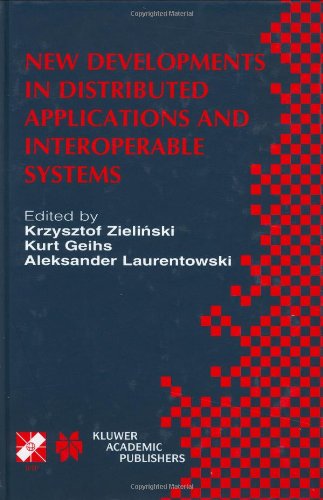 NEW DEVELOPMENTS
IN DISTRIBUTED
APPLICATIONS AND
INTEROPERABLE
SYSTEMS
Edited by
Krzysztof Zieliński
Kurt Geihs
Aleksander Laurentowski
ifip
KLUWER
ACADEMIC
PUBLISHERS